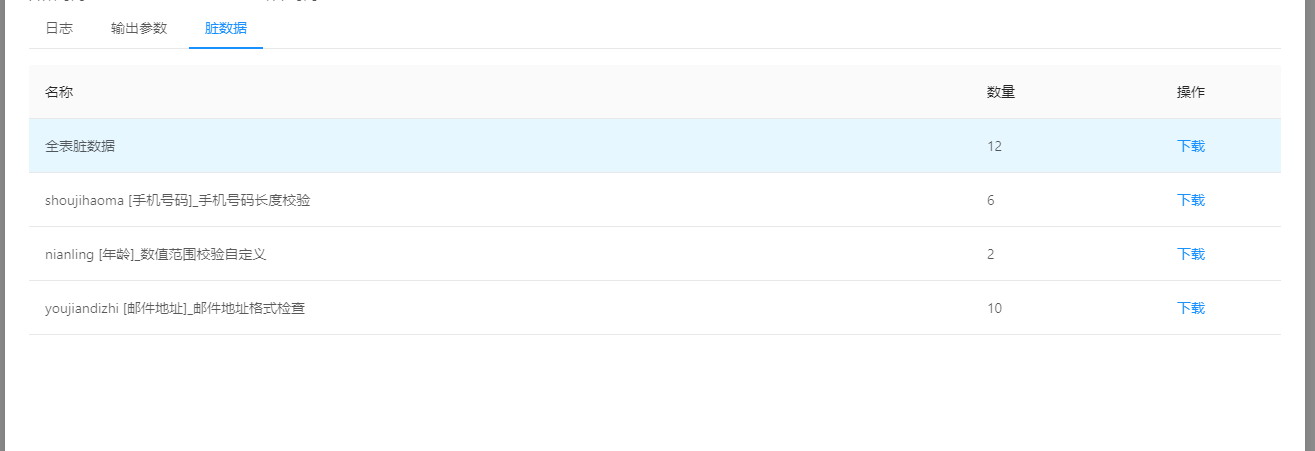 日志 输出参数 脏数据
名称 数量 操作
全表脏数据 12 下载
shoujihaoma [手机号码]_手机号码长度校验 6 下载
nianling [年龄]_数值范围校验自定义 2 下载
youjiandizhi [邮件地址]_邮件地址格式检查 10 下载